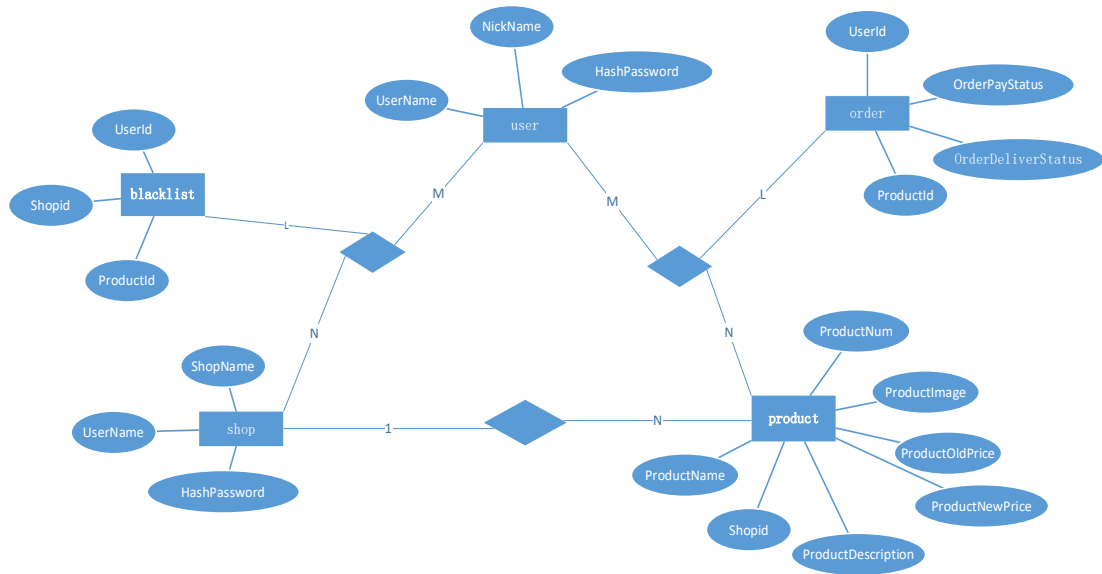 NickName
UserId
HashPassword
OrderPayStatus
UserName
user
order
UserId
OrderDeliverStatus
blacklist
M
L
ProductId
Shopid
M
L
ProductId
N
N
ProductNum
ShopName
ProductImage
UserName
shop
1
N
product
ProductOldPrice
ProductName
HashPassword
ProductNewPrice
Shopid
ProductDescription